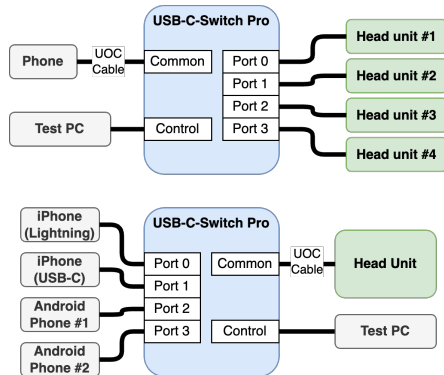 USB-C-Switch Pro
Phone
UOC
Cable
Common
Test PC
Control
Port 0
Port 1
Port 2
Port 3
Head unit #1
Head unit #2
Head unit #3
Head unit #4
USB-C-Switch Pro
iPhone
(Lightning)
iPhone
(USB-C)
Android
Phone #1
Android
Phone #2
Port 0
Port 1
Port 2
Port 3
Common
Control
UOC
Cable
Head Unit
Test PC